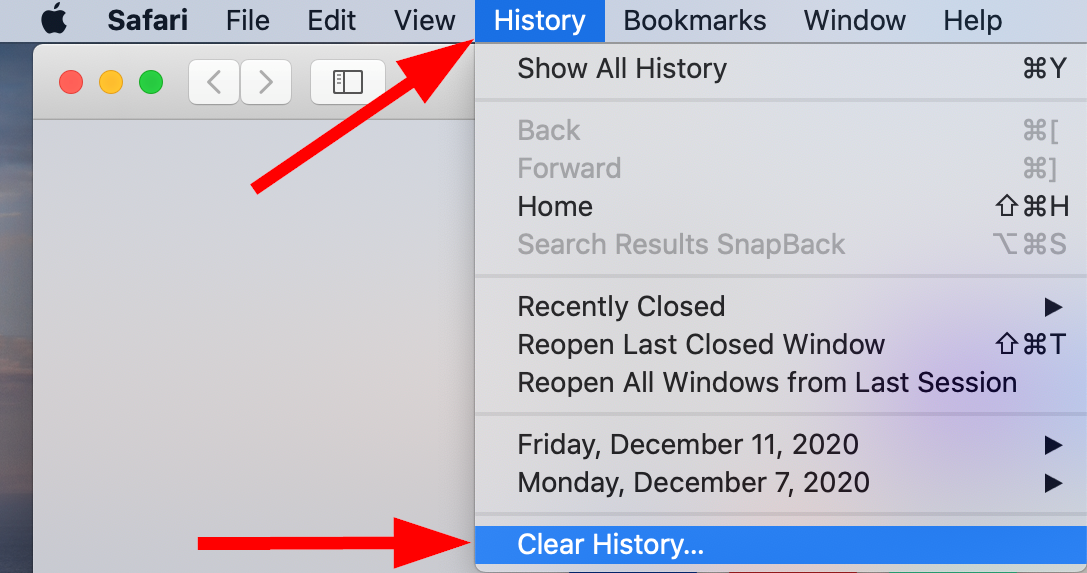 Safari File Edit View History Bookmarks Window Help
Show All History ⌘Y
Back ⌘[
Forward ⌘]
Home ⇧⌘H
Search Results SnapBack ⌥⌘S
Recently Closed ▶
Reopen Last Closed Window ⇧⌘T
Reopen All Windows from Last Session
Friday, December 11, 2020 ▶
Monday, December 7, 2020 ▶
Clear History...